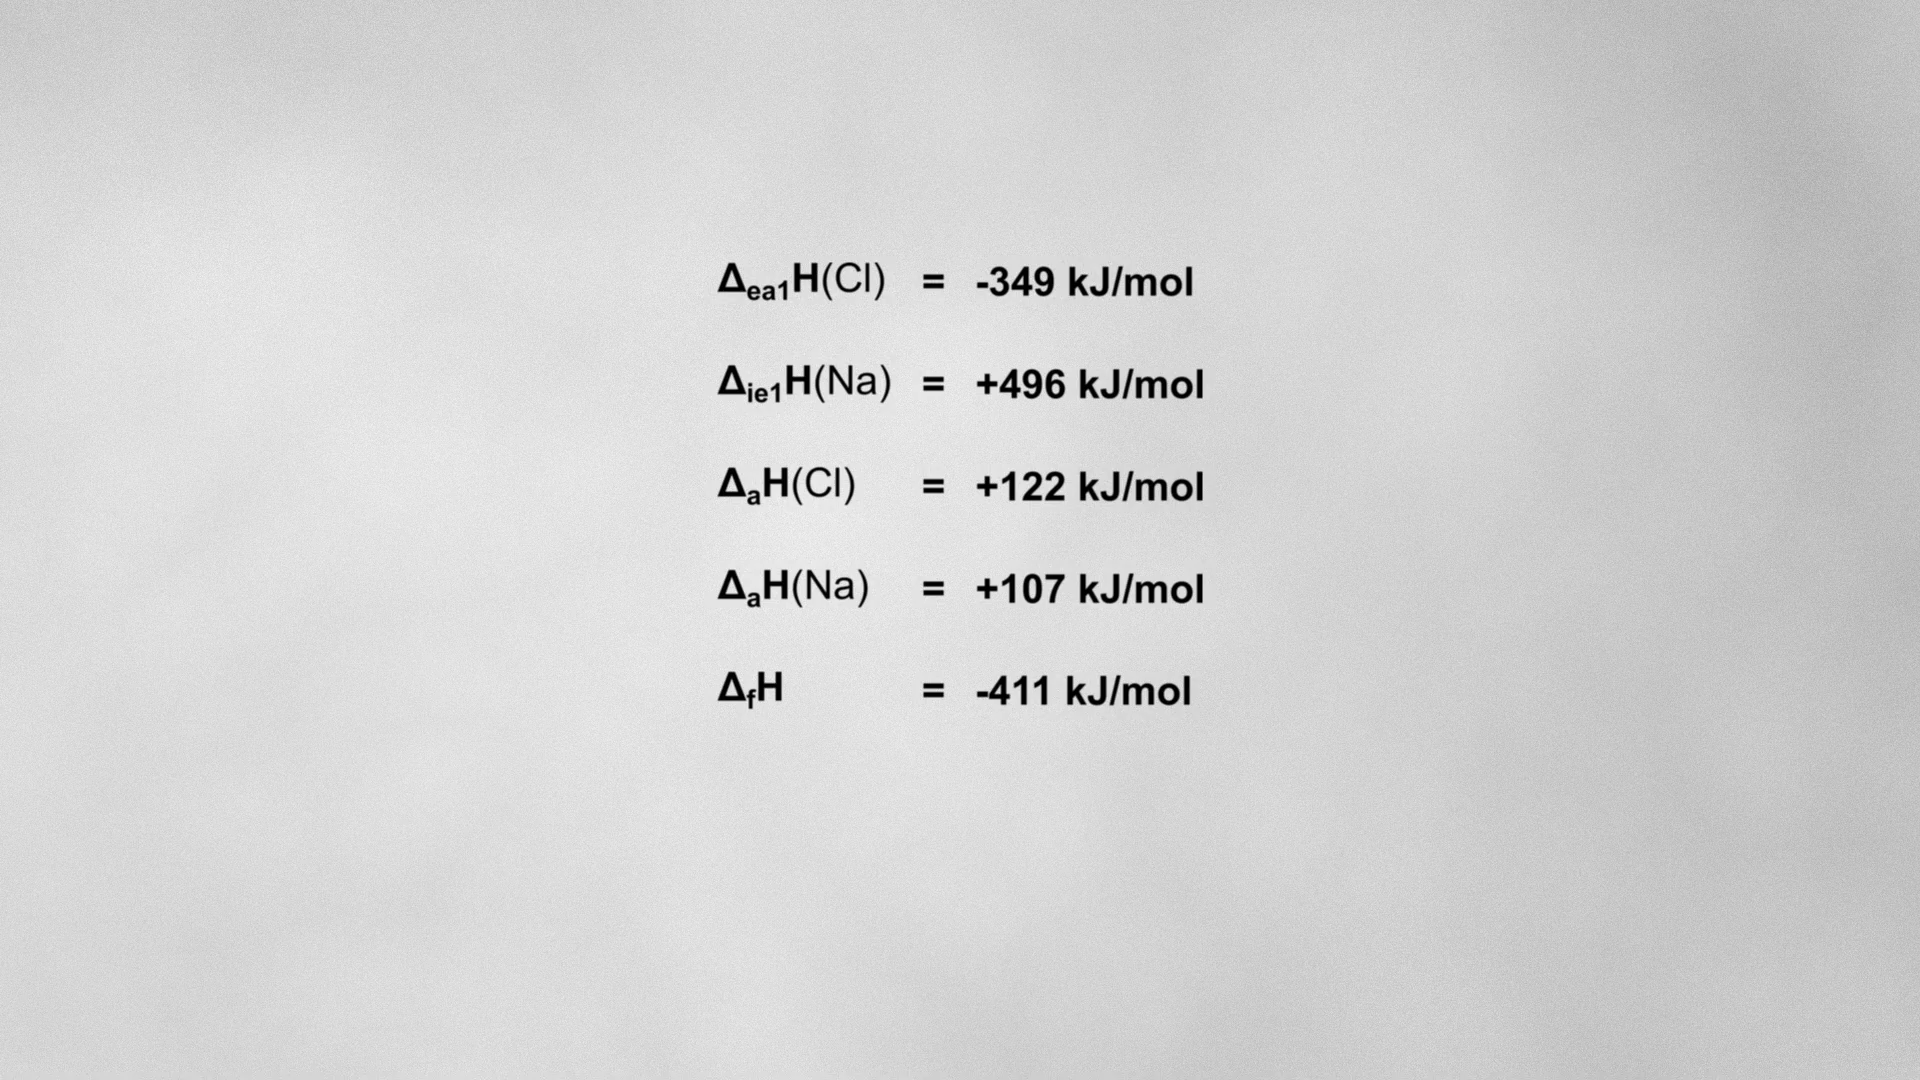 Δea1H(Cl) = -349 kJ/mol
Δie1H(Na) = +496 kJ/mol
ΔaH(Cl) = +122 kJ/mol
ΔaH(Na) = +107 kJ/mol
ΔfH = -411 kJ/mol